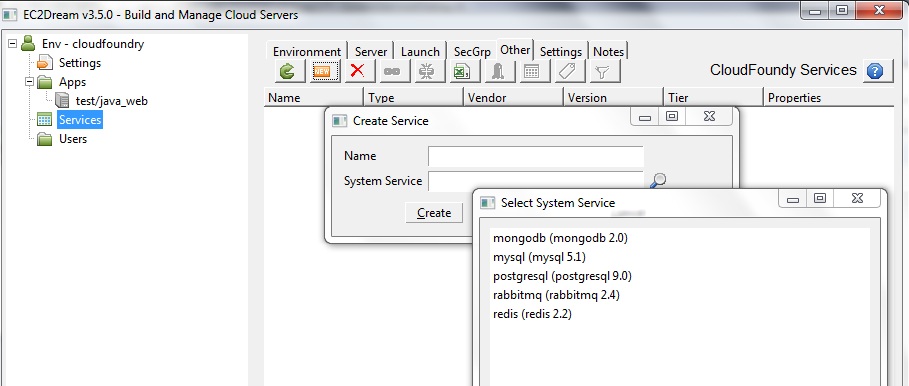 EC2Dream v3.5.0 - Build and Manage Cloud Servers
Env - cloudfoundry
Settings
Apps
test/java_web
Services
Users
Environment Server Launch SecGrp Other Settings Notes
NEW
CloudFoundy Services ?
Name Type Vendor Version Tier Properties
Create Service
Name
System Service
Create
Select System Service
mongodb (mongodb 2.0)
mysql (mysql 5.1)
postgresql (postgresql 9.0)
rabbitmq (rabbitmq 2.4)
redis (redis 2.2)